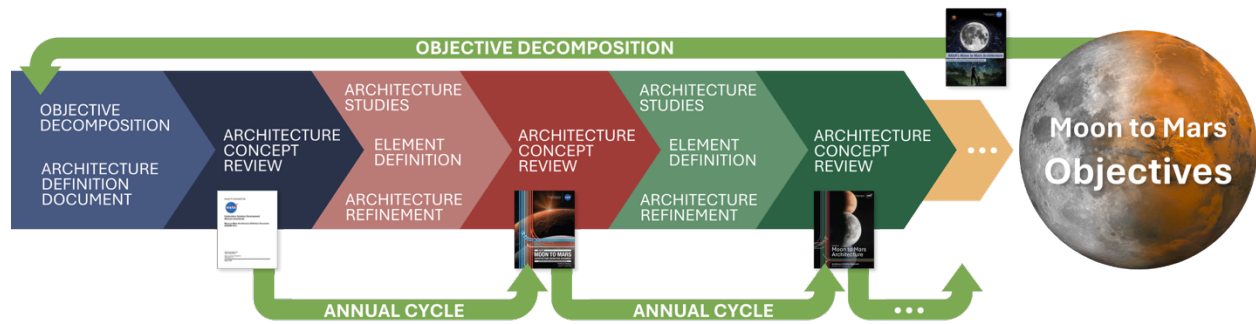 OBJECTIVE DECOMPOSITION
OBJECTIVE
DECOMPOSITION
ARCHITECTURE
DEFINITION
DOCUMENT
ARCHITECTURE
CONCEPT
REVIEW
ARCHITECTURE
STUDIES
ELEMENT
DEFINITION
ARCHITECTURE
REFINEMENT
ARCHITECTURE
CONCEPT
REVIEW
MOON TO MARS
ARCHITECTURE
STUDIES
ELEMENT
DEFINITION
ARCHITECTURE
REFINEMENT
ARCHITECTURE
CONCEPT
REVIEW
Moon to Mars
Architecture
...
Moon to Mars
Objectives
ANNUAL CYCLE
ANNUAL CYCLE
...